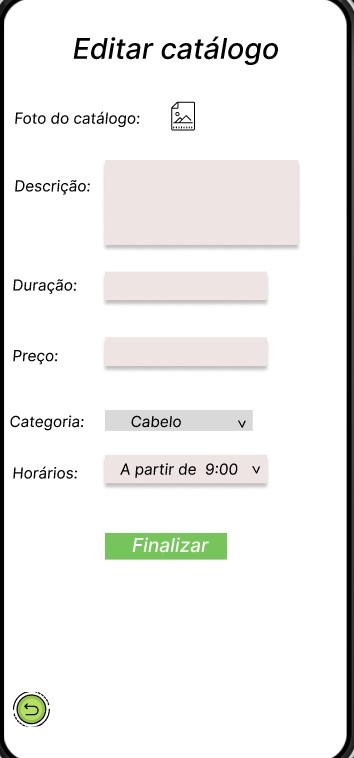 Editar catálogo
Foto do catálogo:
Descrição:
Duração:
Preço:
Categoria: Cabelo
Horários: A partir de 9:00
Finalizar